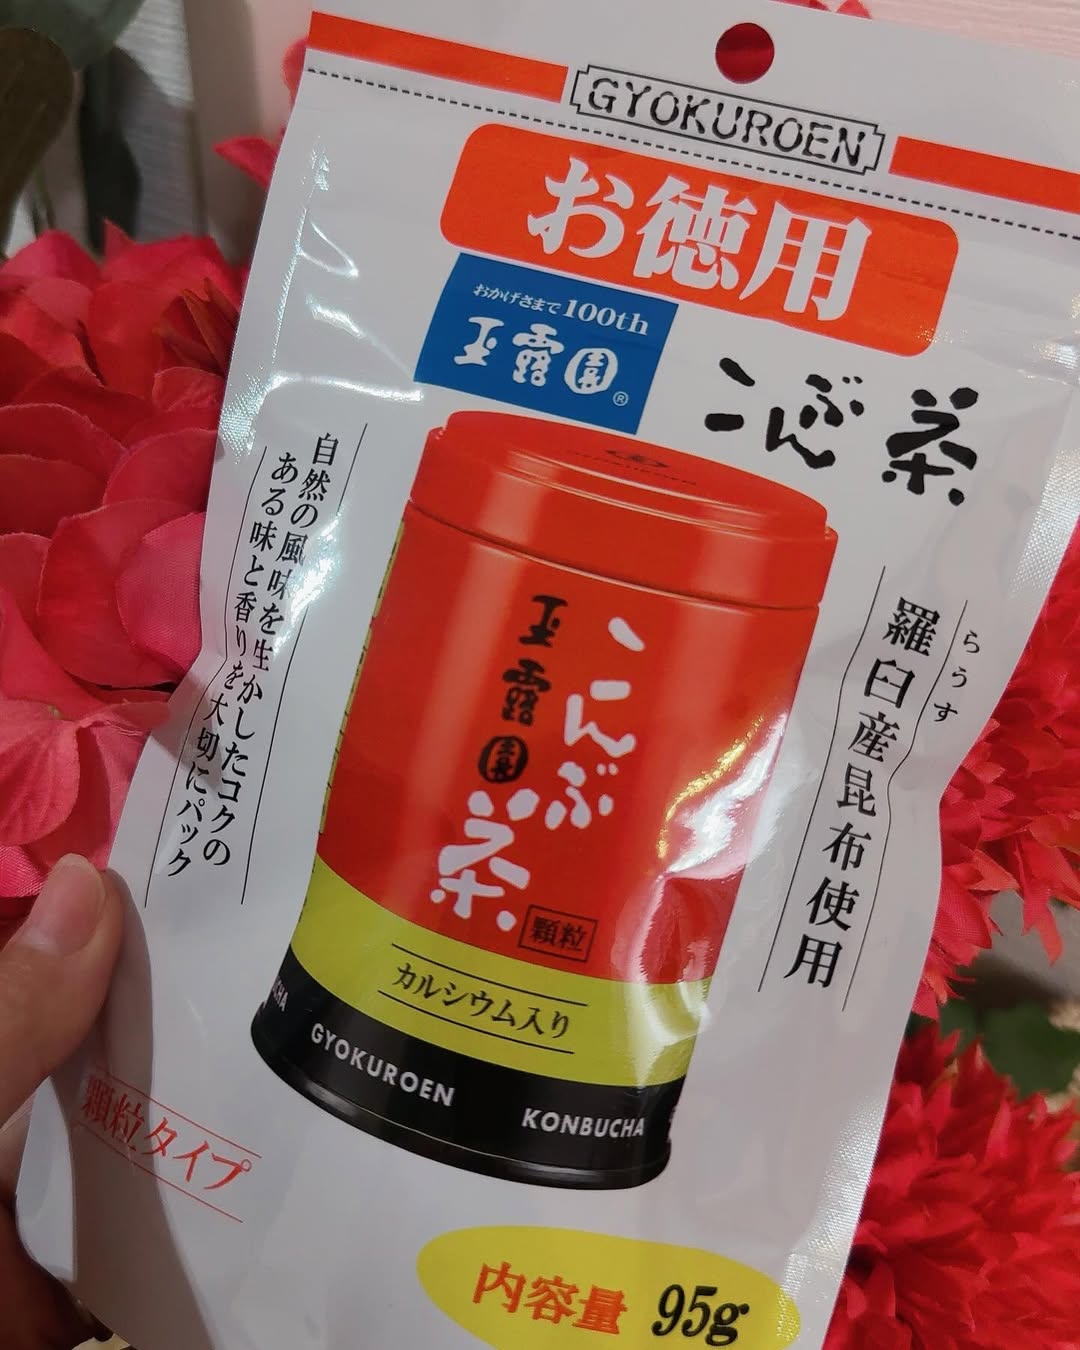 GYOKUROEN
お徳用
おかげさまで100th
玉露園®
こんぶ茶
らうす
羅臼産昆布使用
自然の風味を生かしたコクの
ある味と香りを大切にパック
こんぶ茶
玉露園
顆粒
カルシウム入り
GYOKUROEN
KONBUCHA
顆粒タイプ
内容量 95g